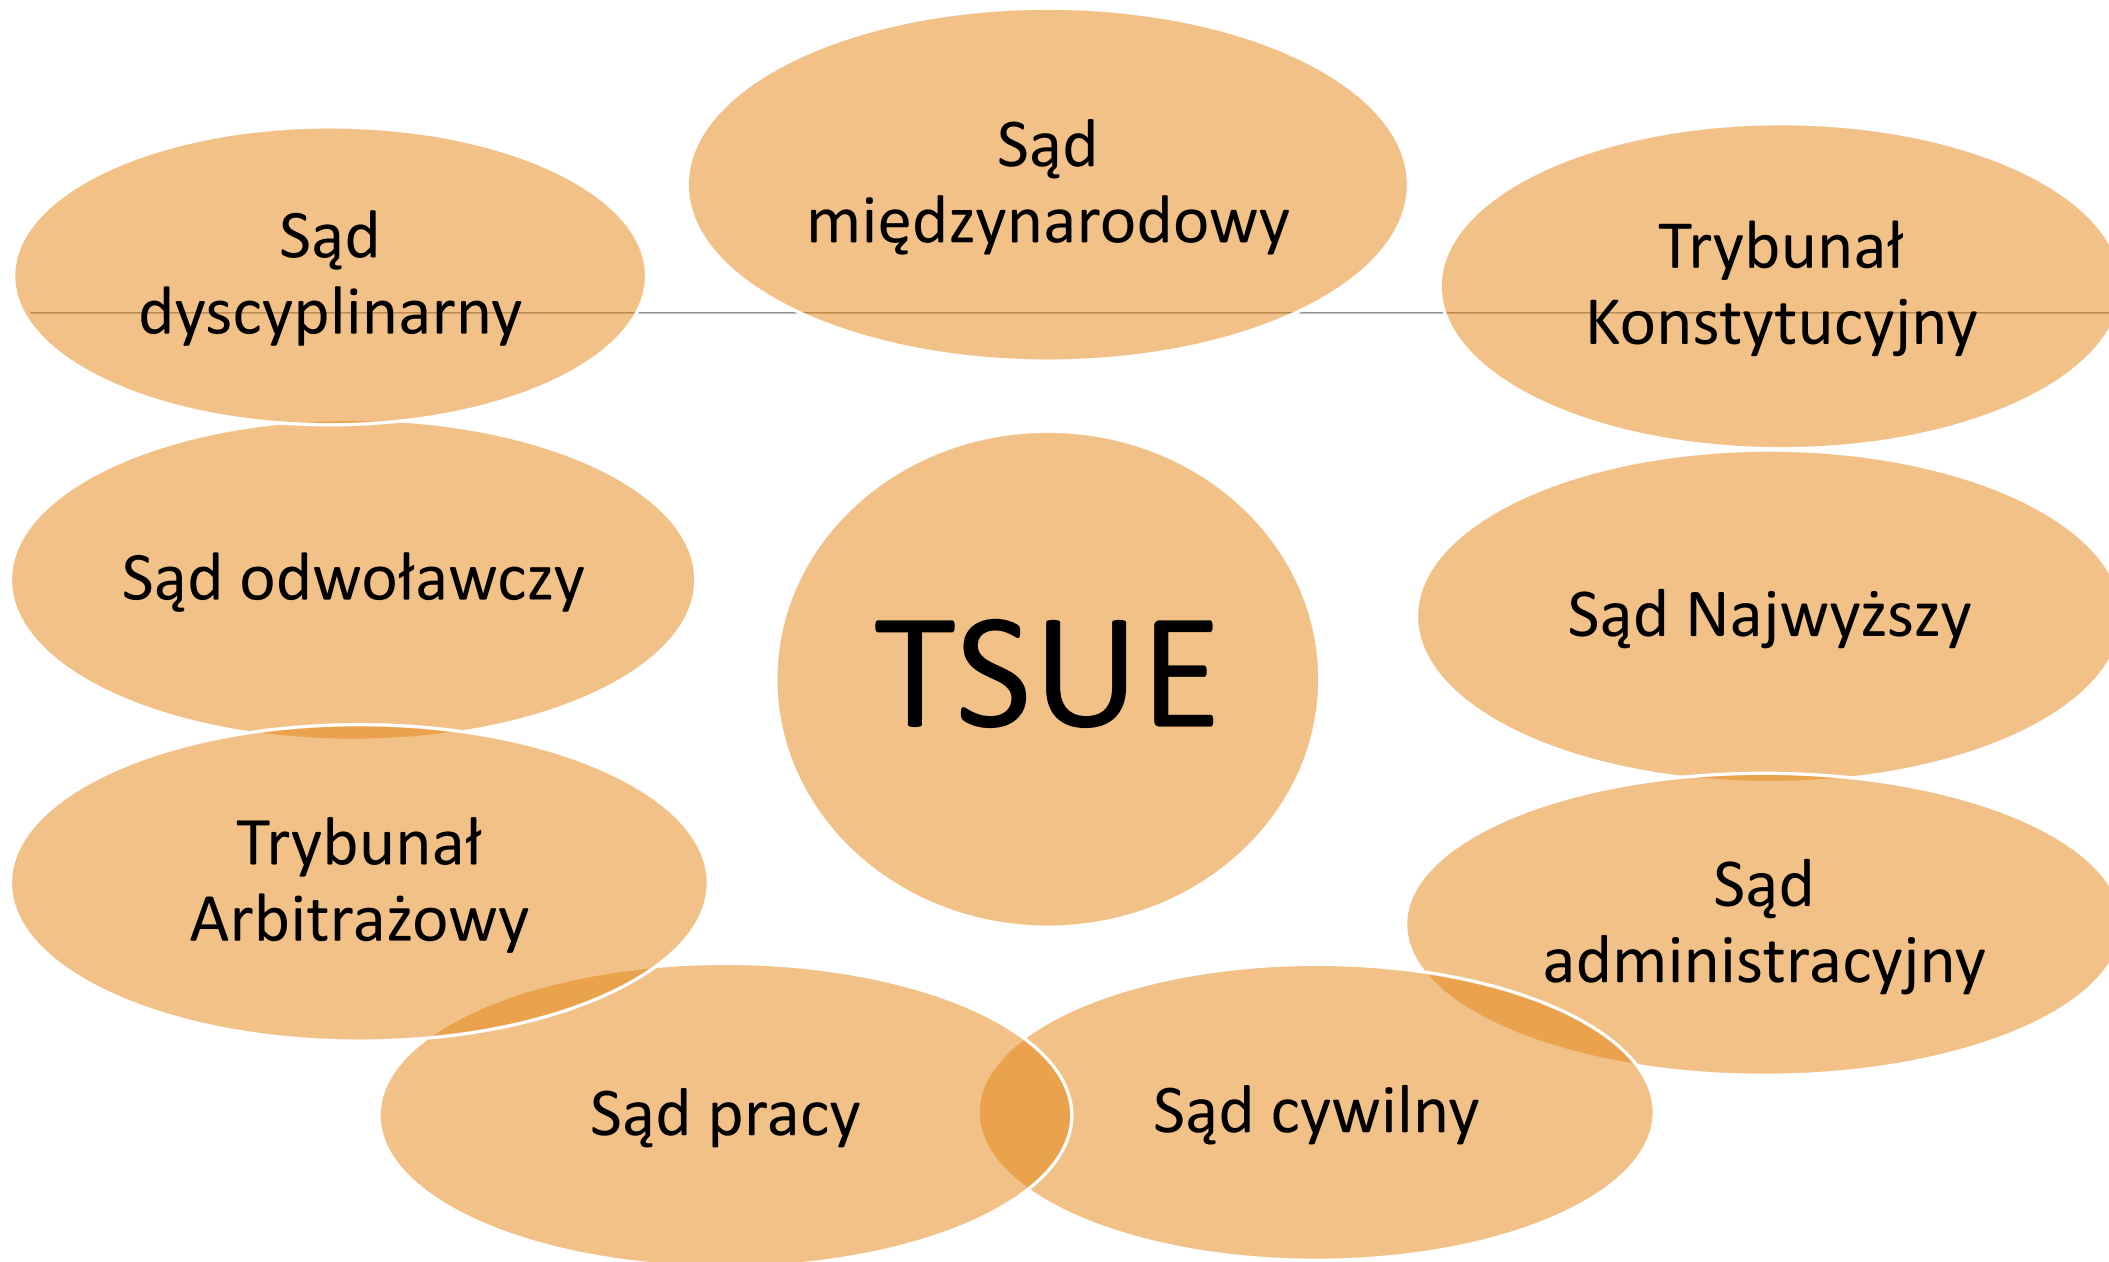 Sąd
międzynarodowy
Sąd
dyscyplinarny
Trybunał
Konstytucyjny
Sąd odwoławczy
TSUE
Sąd Najwyższy
Trybunał
Arbitrażowy
Sąd
administracyjny
Sąd pracy
Sąd cywilny